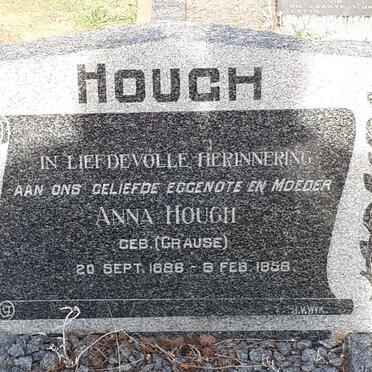 HOUGH
IN LIEFDEVOLLE HERINNERING
AAN ONS GELIEFDE EGGENOTE EN MOEDER
ANNA HOUGH
GEB. (GRAUSE)
20 SEPT. 1886 - 8 FEB. 1958.